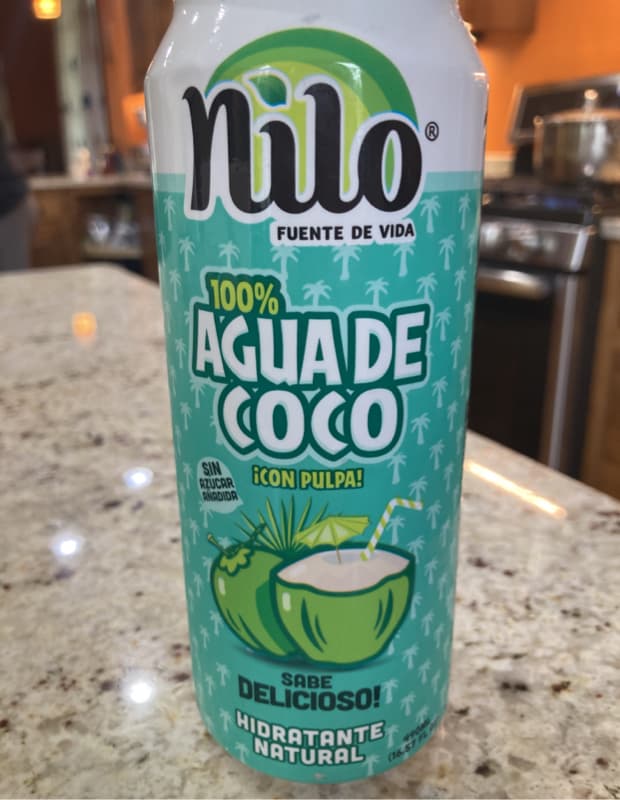 nilo®
FUENTE DE VIDA
100%
AGUA DE
COCO
¡CON PULPA!
SIN
AZUCAR
AÑADIDA
SABE
DELICIOSO!
HIDRATANTE
NATURAL